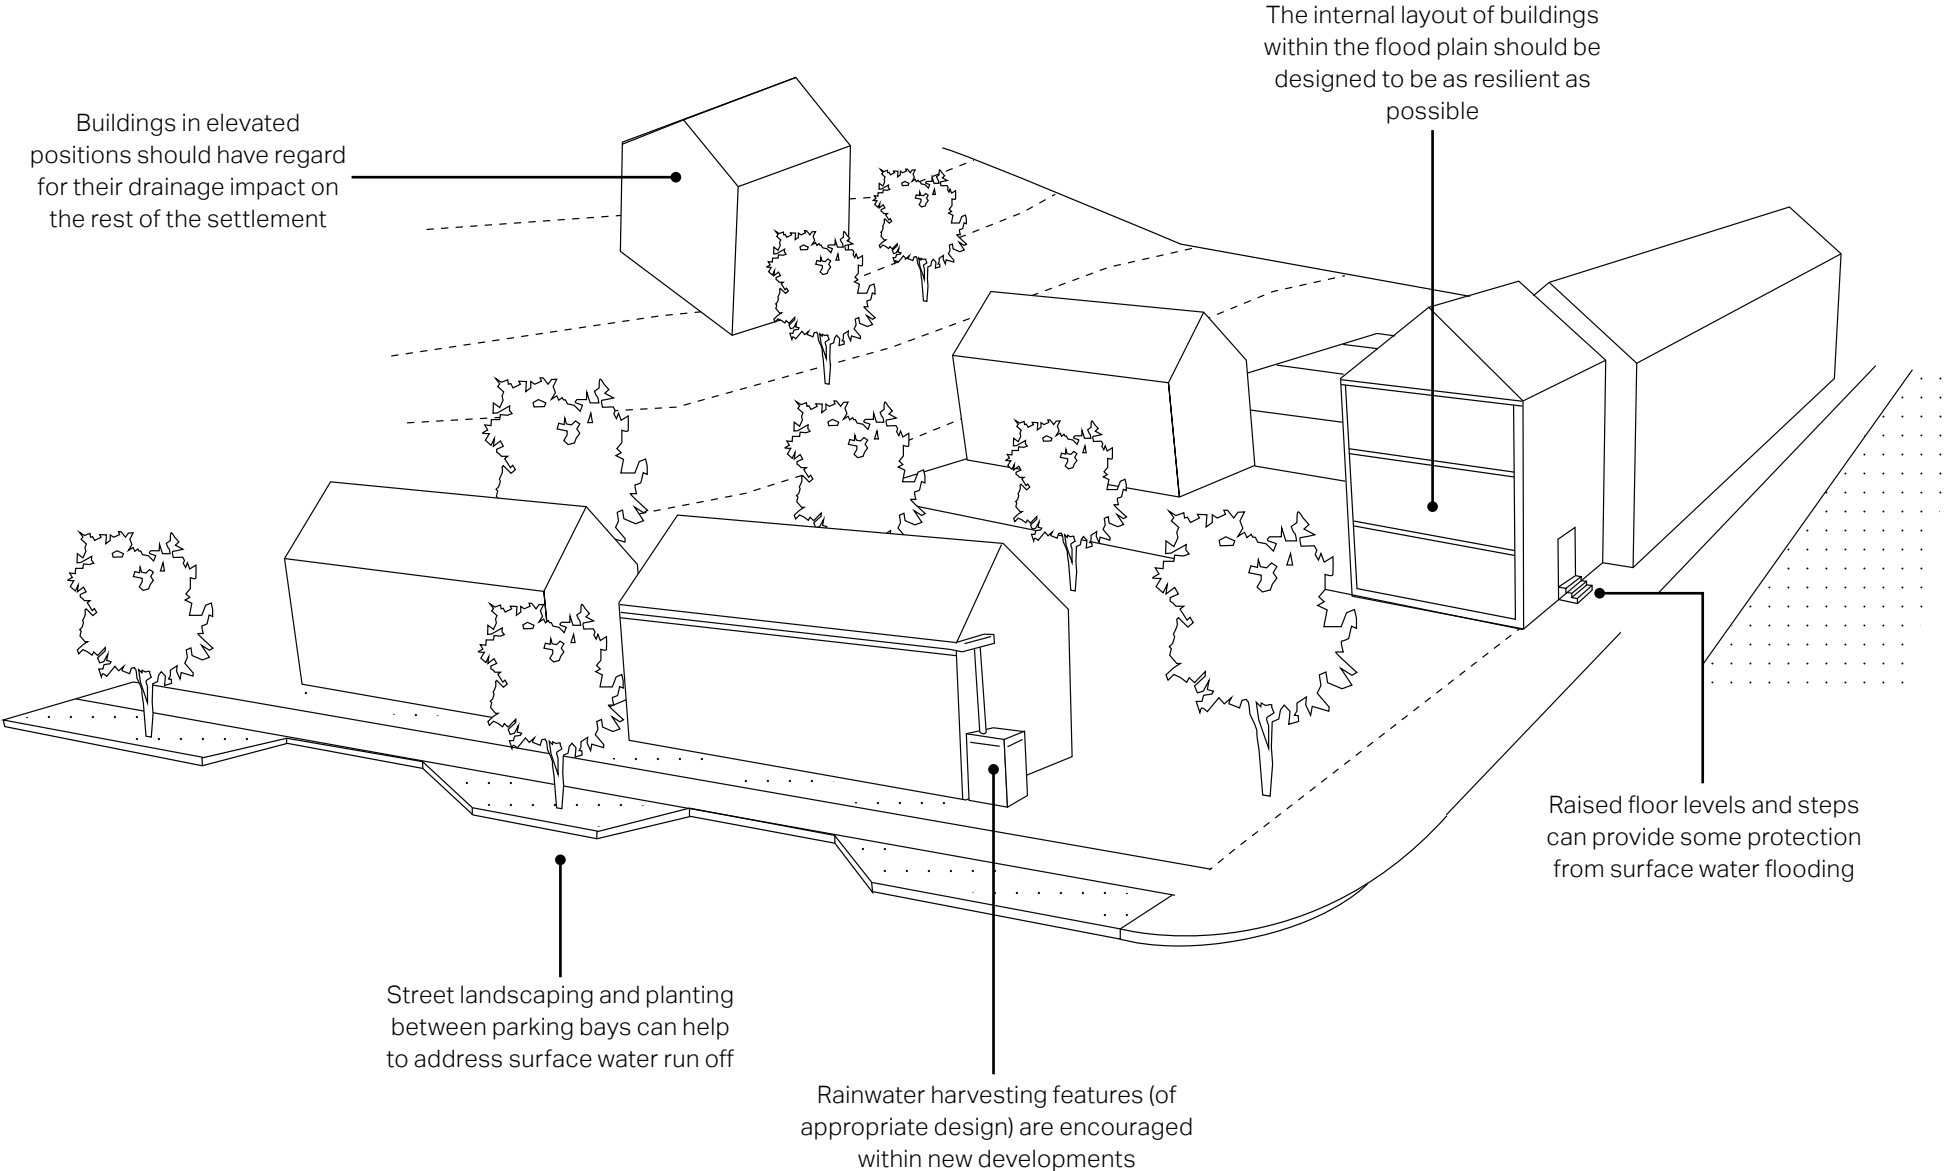 The internal layout of buildings
within the flood plain should be
designed to be as resilient as
possible
Buildings in elevated
positions should have regard
for their drainage impact on
the rest of the settlement
Raised floor levels and steps
can provide some protection
from surface water flooding
Street landscaping and planting
between parking bays can help
to address surface water run off
Rainwater harvesting features (of
appropriate design) are encouraged
within new developments